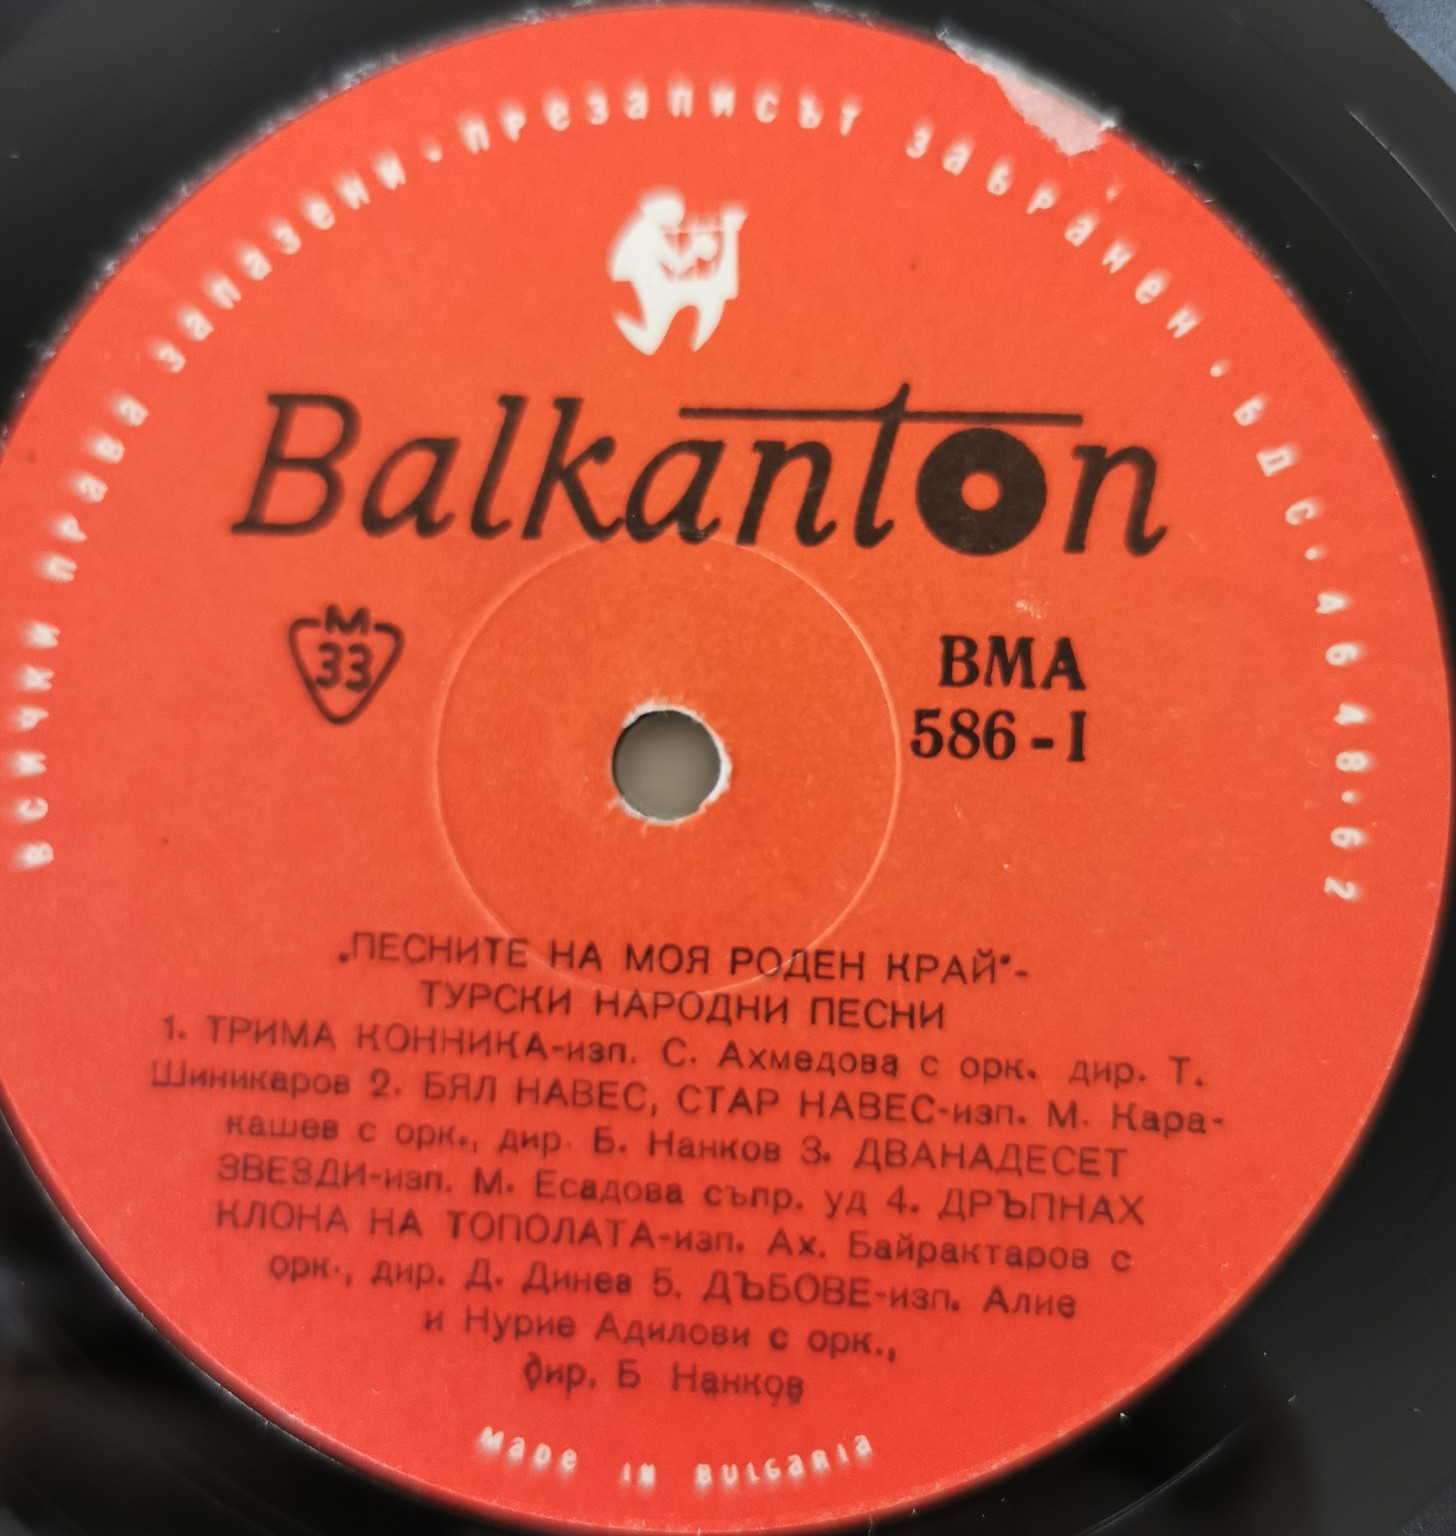 всички права запазени · презаписът забранен · бдс · 4648 · 62
Balkanton
М
33
ВМА
586 - I
„ПЕСНИТЕ НА МОЯ РОДЕН КРАЙ"-
ТУРСКИ НАРОДНИ ПЕСНИ
1. ТРИМА КОННИКА-изп. С. Ахмедова с орк. дир. Т.
Шиникаров 2. БЯЛ НАВЕС, СТАР НАВЕС-изп. М. Кара-
кашев с орк., дир. Б. Нанков 3. ДВАНАДЕСЕТ
ЗВЕЗДИ-изп. М. Есадова съпр. уд 4. ДРЪПНАХ
КЛОНА НА ТОПОЛАТА-изп. Ах. Байрактаров с
орк., дир. Д. Динев 5. ДЪБОВЕ-изп. Алие
и Нурие Адилови с орк.,
дир. Б Нанков
MADE IN BULGARIA